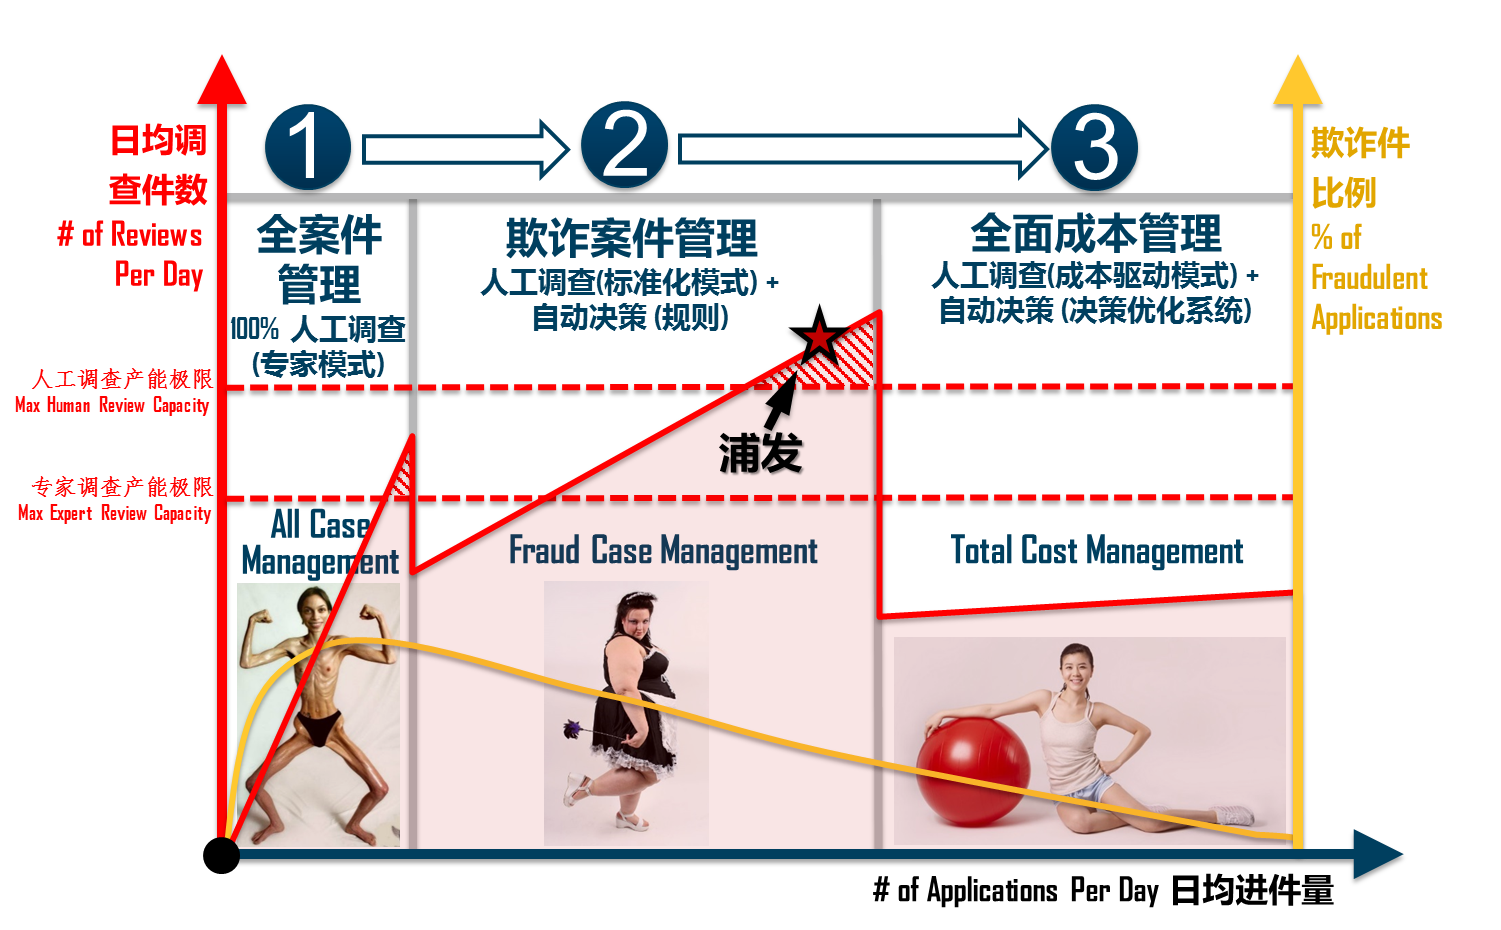 1
2
3
日均调
查件数
# of Reviews
Per Day
欺诈件
比例
% of
Fraudulent
Applications
全案件
管理
100% 人工调查
(专家模式)
欺诈案件管理
人工调查(标准化模式) +
自动决策 (规则)
全面成本管理
人工调查(成本驱动模式) +
自动决策 (决策优化系统)
人工调查产能极限
Max Human Review Capacity
浦发
专家调查产能极限
Max Expert Review Capacity
All Case
Management
Fraud Case Management
Total Cost Management
# of Applications Per Day 日均进件量